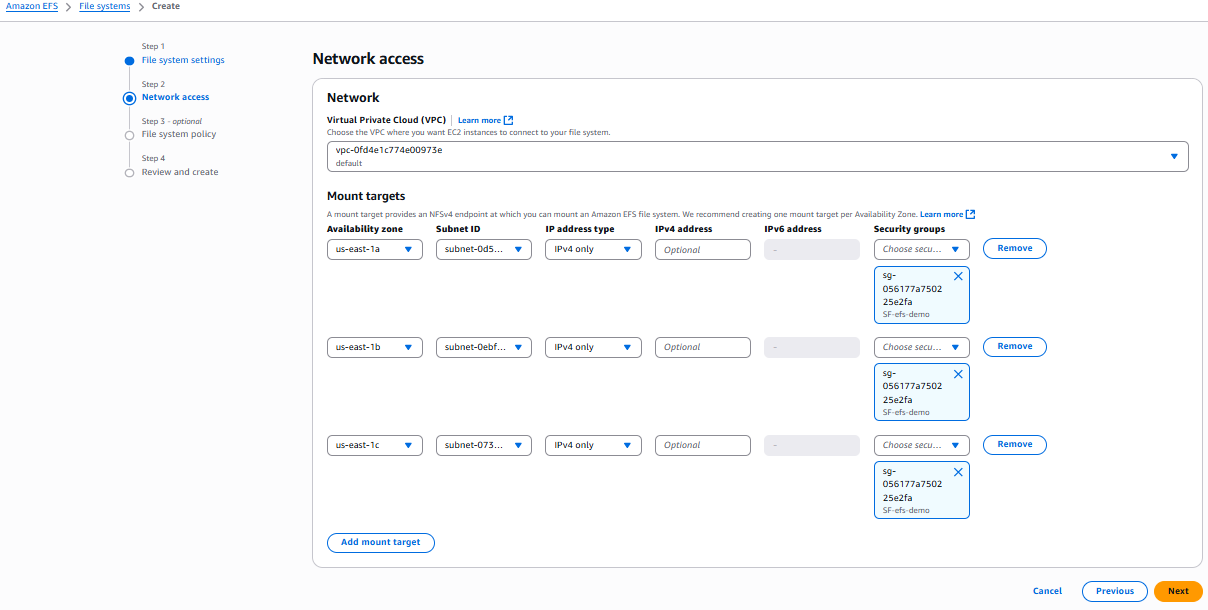 Amazon EFS > File systems > Create
Step 1
File system settings
Step 2
Network access
Step 3 - optional
File system policy
Step 4
Review and create
Network access
Network
Virtual Private Cloud (VPC) | Learn more
Choose the VPC where you want EC2 instances to connect to your file system.
vpc-0fd4e1c774e00973e
default
Mount targets
A mount target provides an NFSv4 endpoint at which you can mount an Amazon EFS file system. We recommend creating one mount target per Availability Zone. Learn more
Availability zone Subnet ID IP address type IPv4 address IPv6 address Security groups
us-east-1a subnet-0d5... IPv4 only Optional - Choose secu... Remove
sg-
056177a7502
25e2fa
SF-efs-demo
us-east-1b subnet-0ebf... IPv4 only Optional - Choose secu... Remove
sg-
056177a7502
25e2fa
SF-efs-demo
us-east-1c subnet-073... IPv4 only Optional - Choose secu... Remove
sg-
056177a7502
25e2fa
SF-efs-demo
Add mount target
Cancel Previous Next